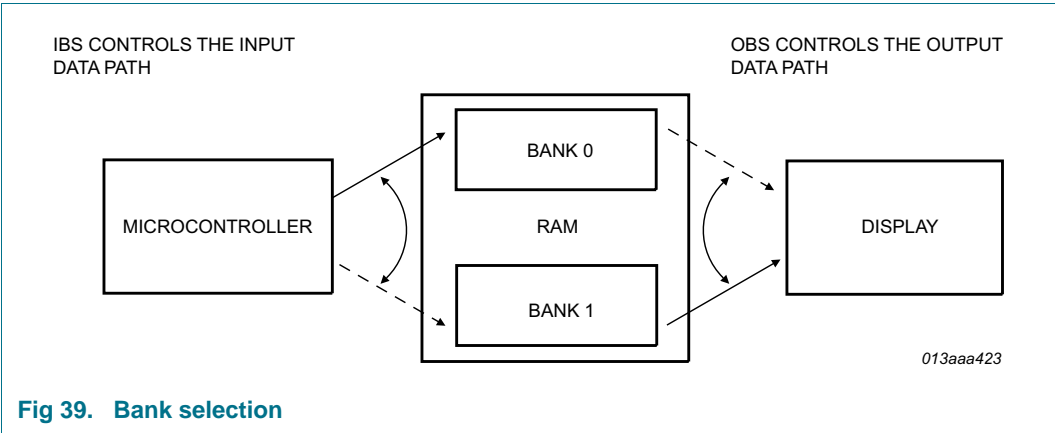 IBS CONTROLS THE INPUT
DATA PATH
OBS CONTROLS THE OUTPUT
DATA PATH
MICROCONTROLLER
BANK 0
RAM
BANK 1
DISPLAY
013aaa423
Fig 39. Bank selection